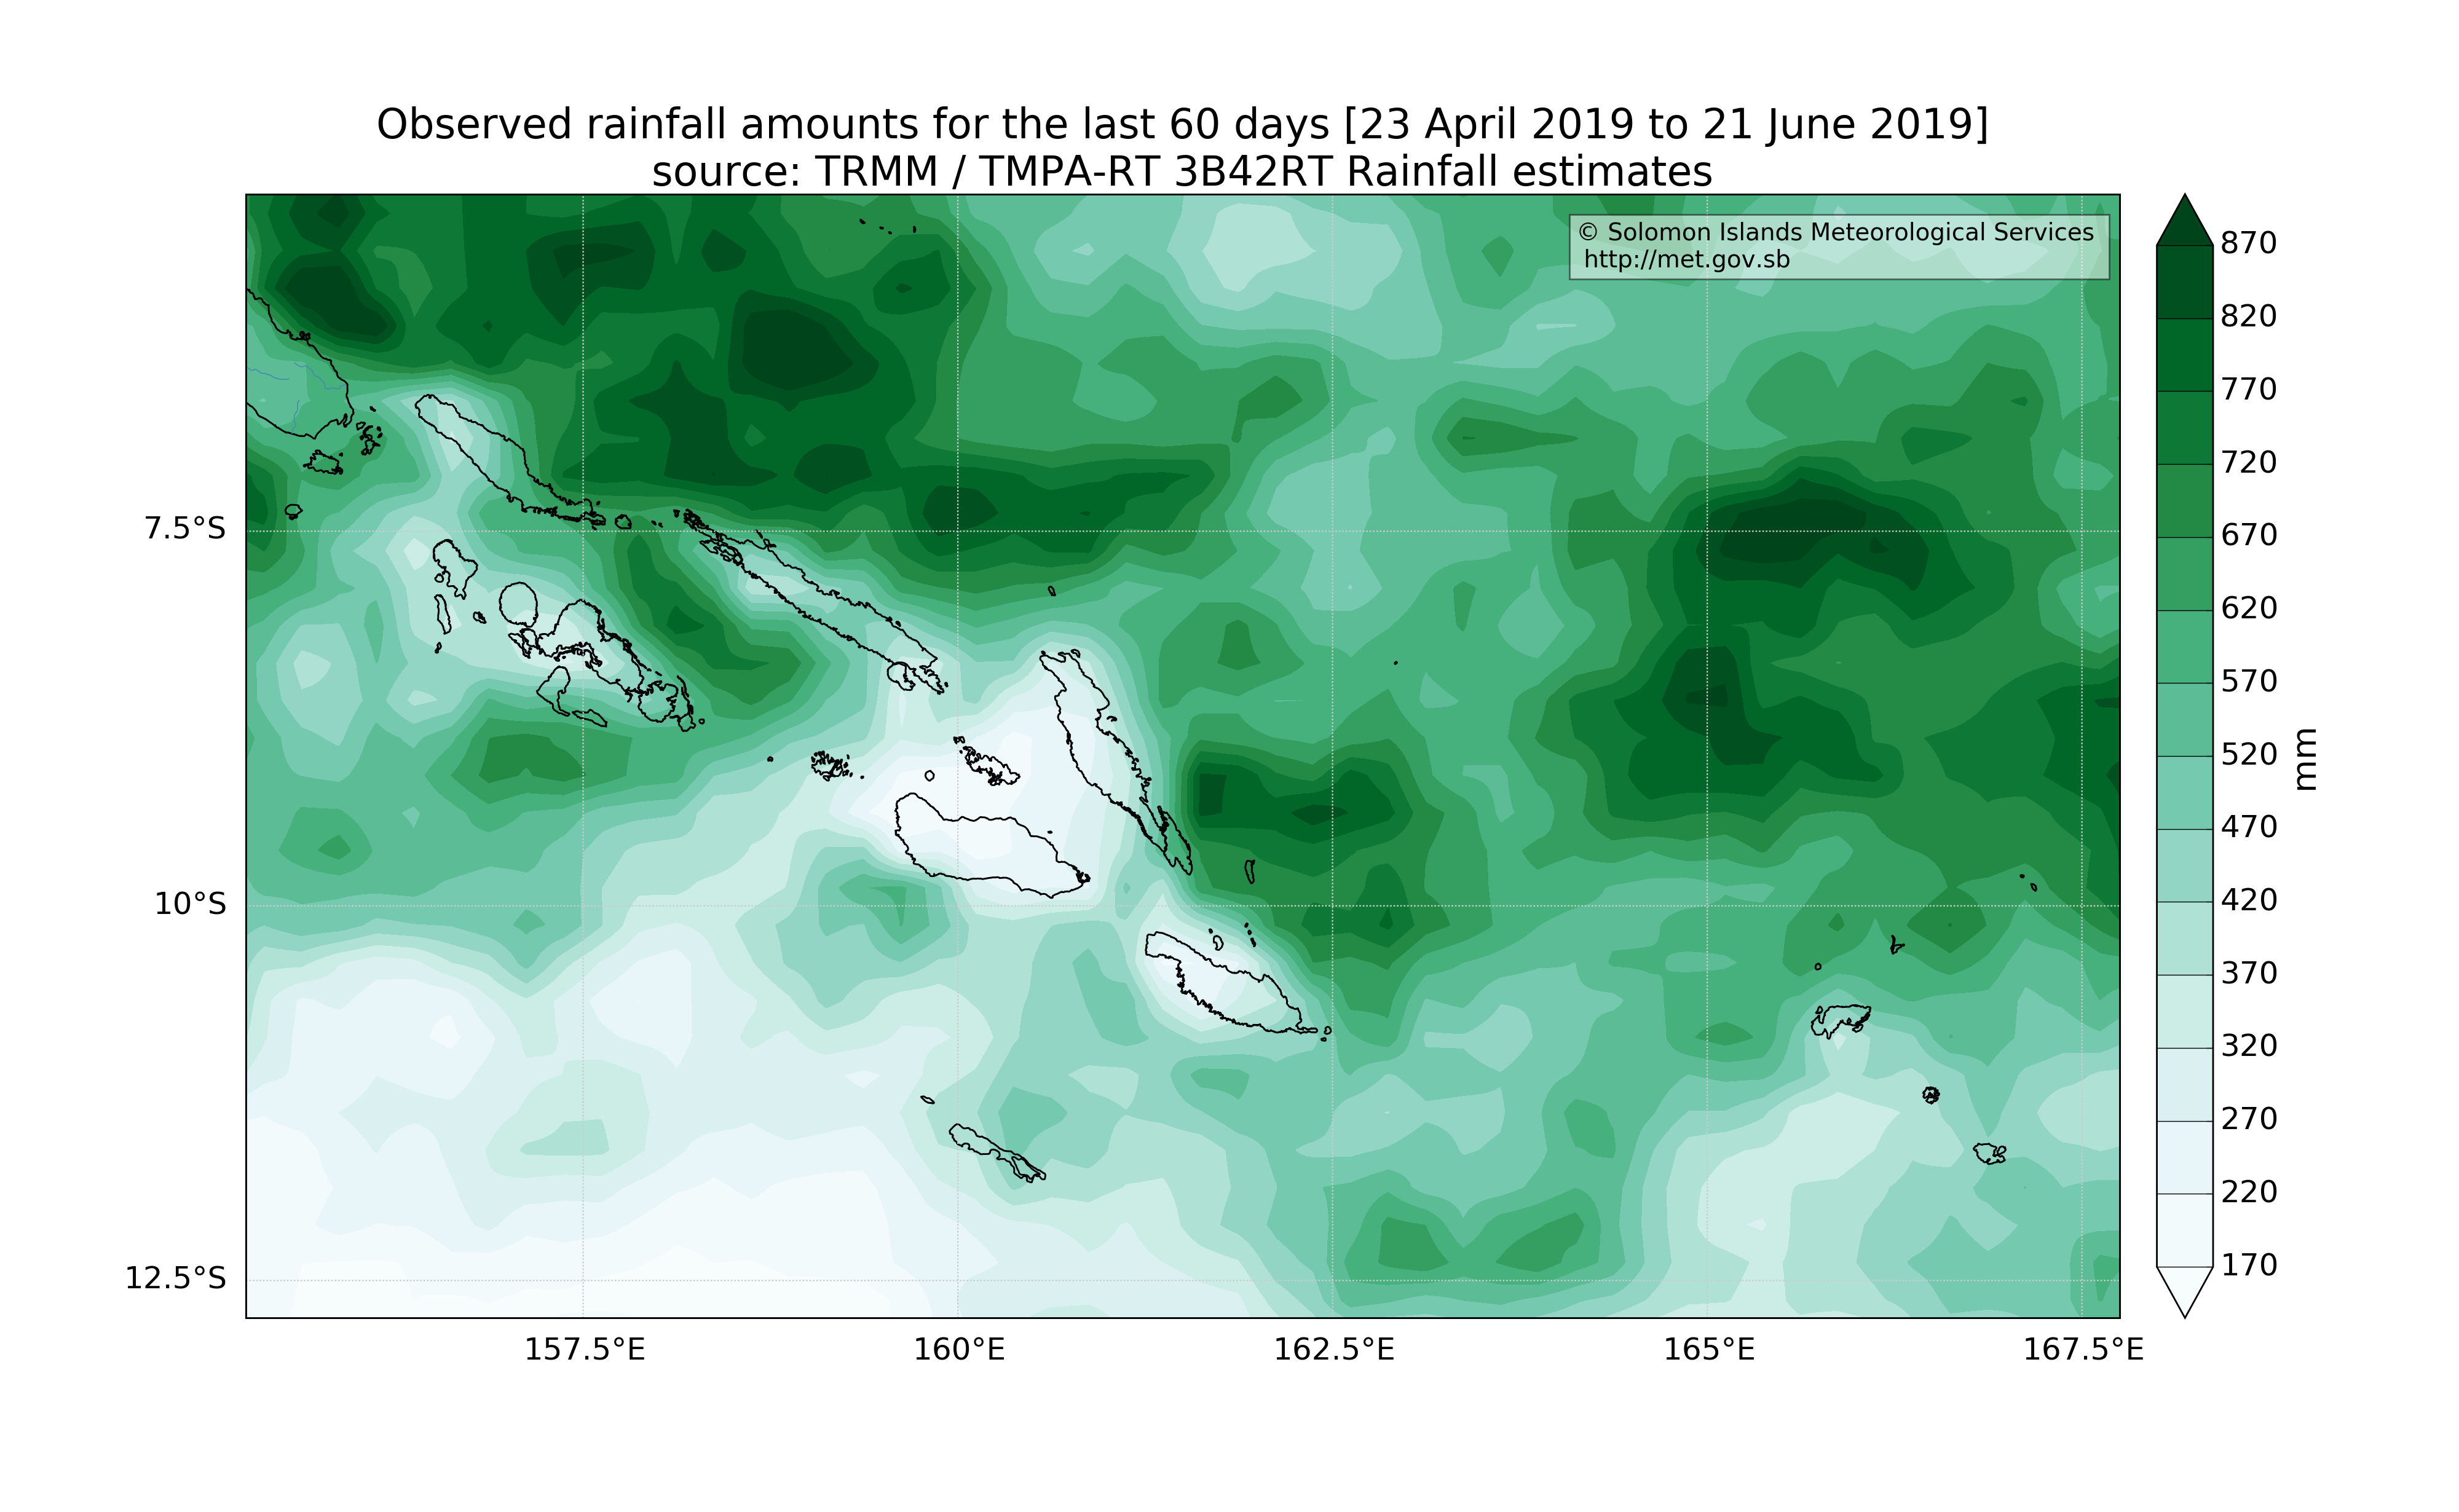 Observed rainfall amounts for the last 60 days [23 April 2019 to 21 June 2019]
source: TRMM / TMPA-RT 3B42RT Rainfall estimates
© Solomon Islands Meteorological Services
http://met.gov.sb
7.5°S
10°S
12.5°S
157.5°E
160°E
162.5°E
165°E
167.5°E
870
820
770
720
670
620
570
520
470
420
370
320
270
220
170
mm